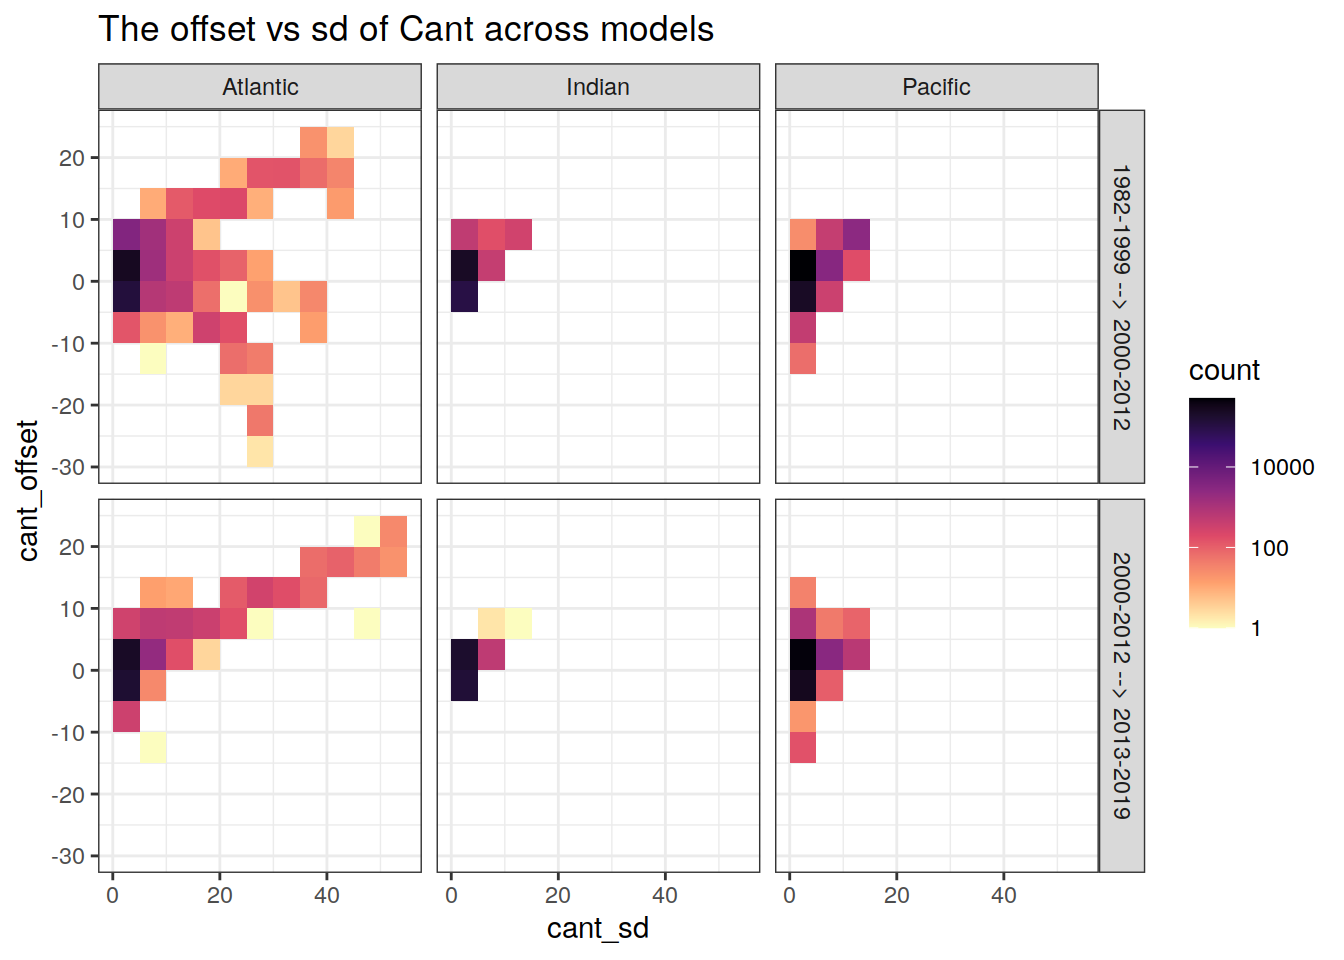 The offset vs sd of Cant across models
Atlantic
Indian
Pacific
20
10
0
-10
-20
-30
1982-1999 --> 2000-2012
20
10
0
-10
-20
-30
2000-2012 --> 2013-2019
cant_offset
0
20
40
0
20
40
0
20
40
cant_sd
count
10000
100
1